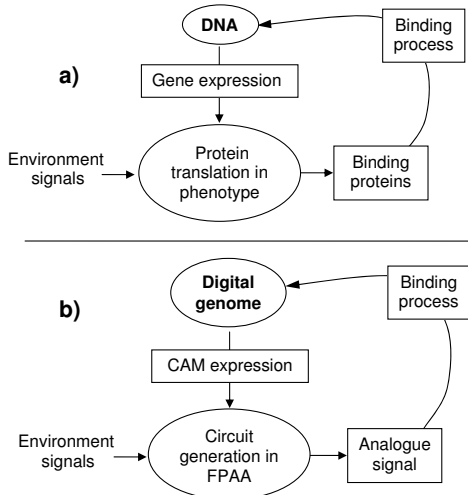 DNA
Binding
process
a)
Gene expression
Environment
signals
Protein
translation in
phenotype
Binding
proteins
Digital
genome
Binding
process
b)
CAM expression
Environment
signals
Circuit
generation in
FPAA
Analogue
signal